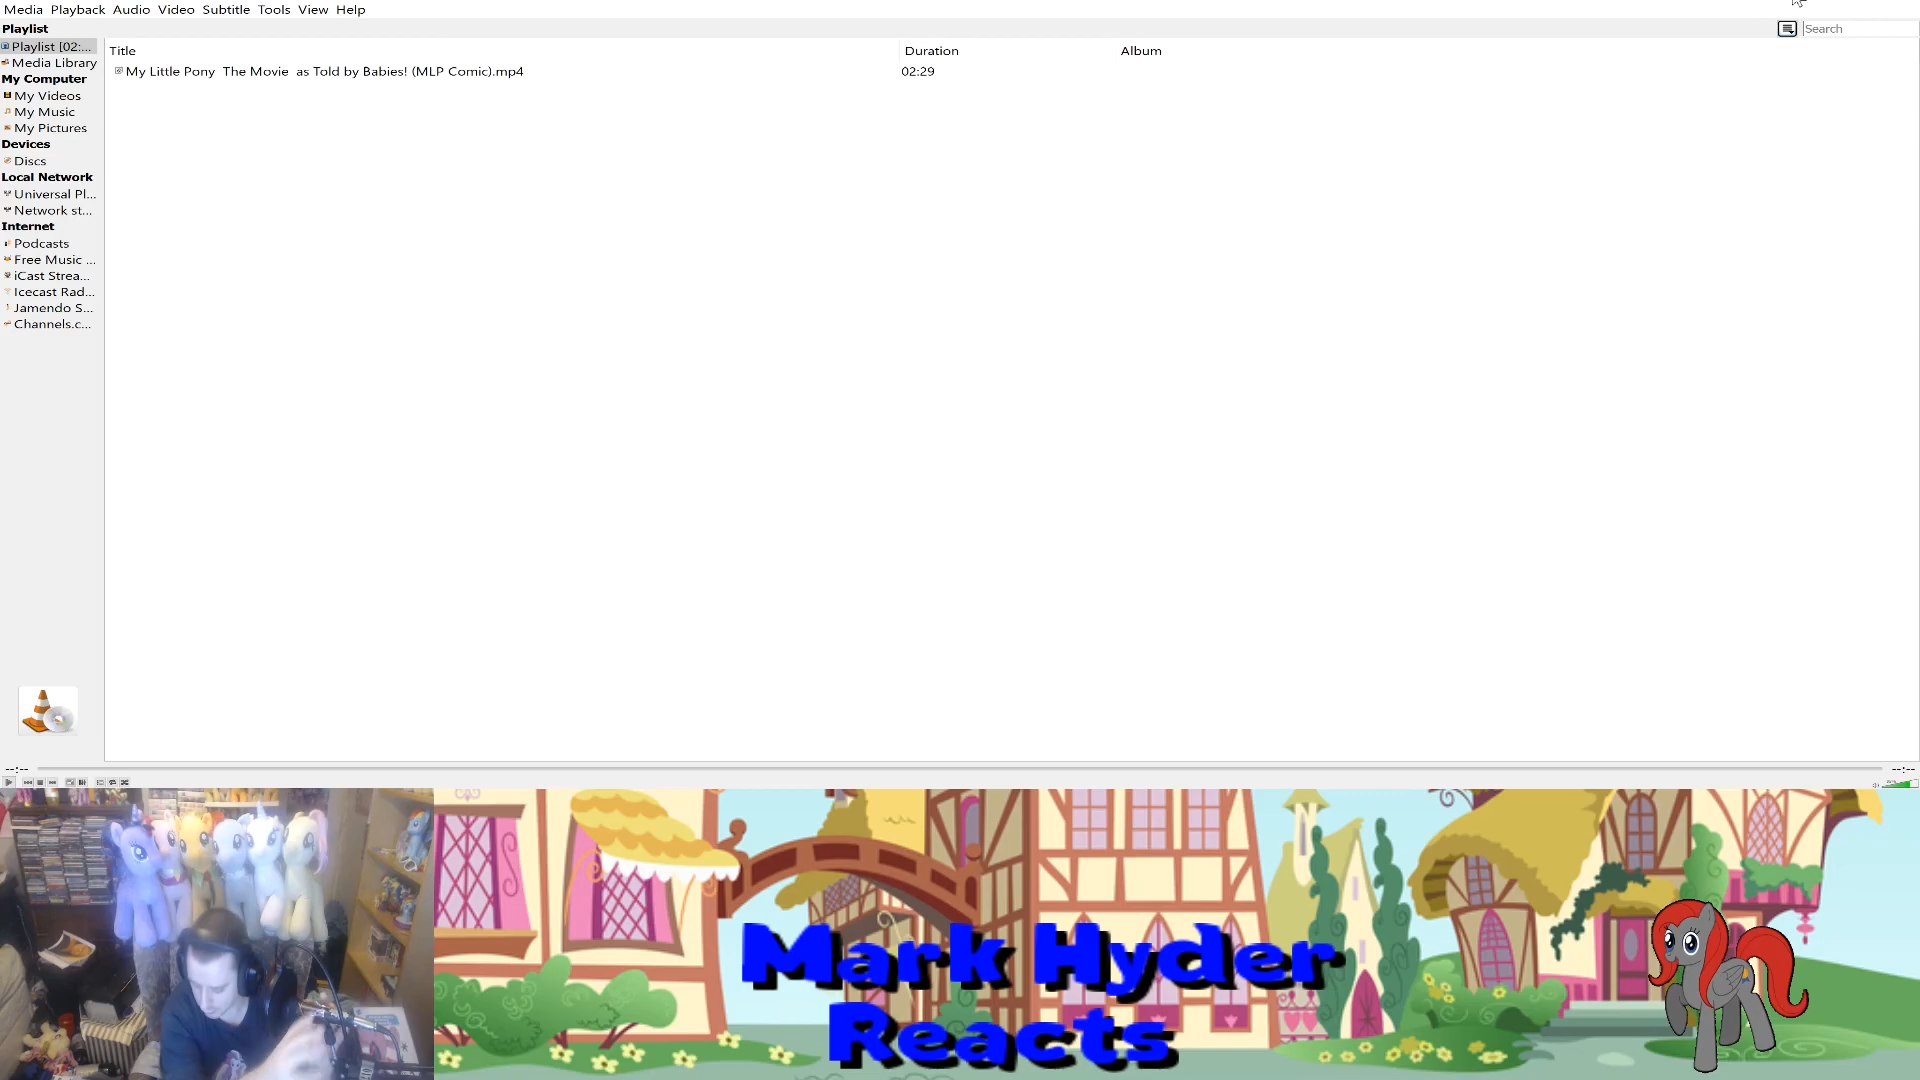 Media Playback Audio Video Subtitle Tools View Help
Playlist
Search
Playlist [02:...
Media Library
My Computer
My Videos
My Music
My Pictures
Devices
Discs
Local Network
Universal Pl...
Network st...
Internet
Podcasts
Free Music ...
iCast Strea...
Icecast Rad...
Jamendo S...
Channels.c...
Title Duration Album
My Little Pony  The Movie  as Told by Babies! (MLP Comic).mp4 02:29
--:-- --:--
Mark Hyder
Reacts